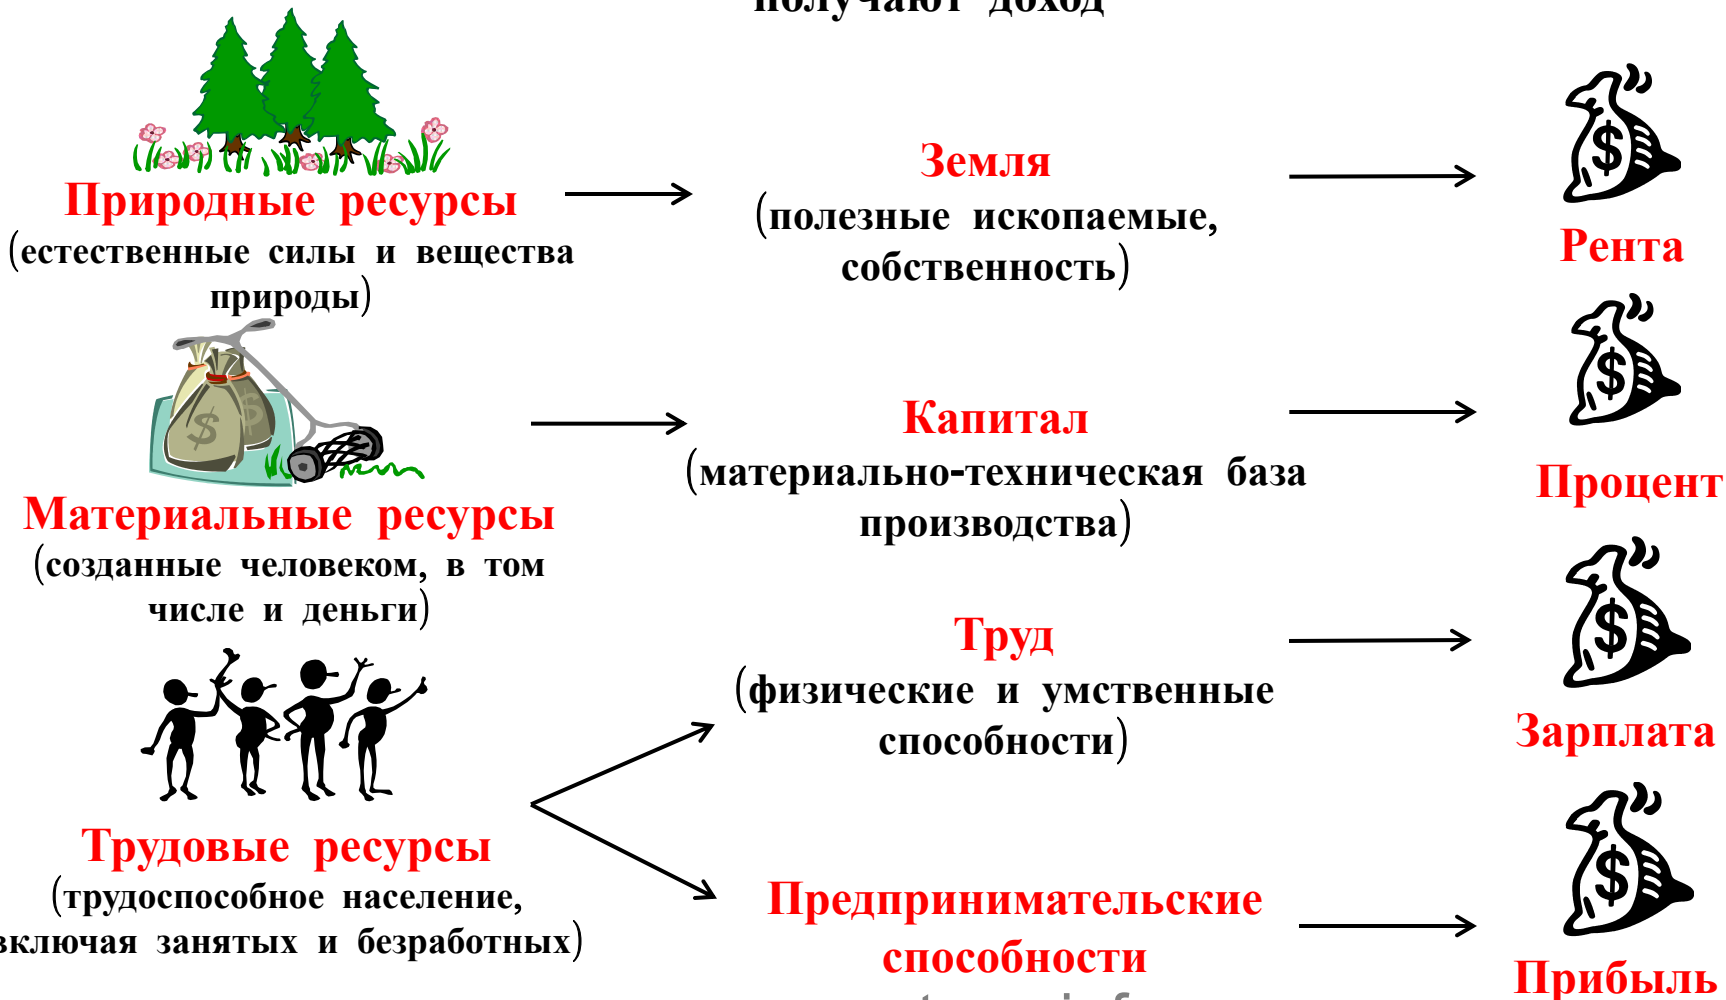 получают доход
Природные ресурсы
(естественные силы и вещества
природы)
Земля
(полезные ископаемые,
собственность)
$
Рента
$ $
Материальные ресурсы
(созданные человеком, в том
числе и деньги)
Капитал
(материально-техническая база
производства)
$
Процент
Трудовые ресурсы
(трудоспособное население,
включая занятых и безработных)
Труд
(физические и умственные
способности)
$
Зарплата
Предпринимательские
способности
$
Прибыль